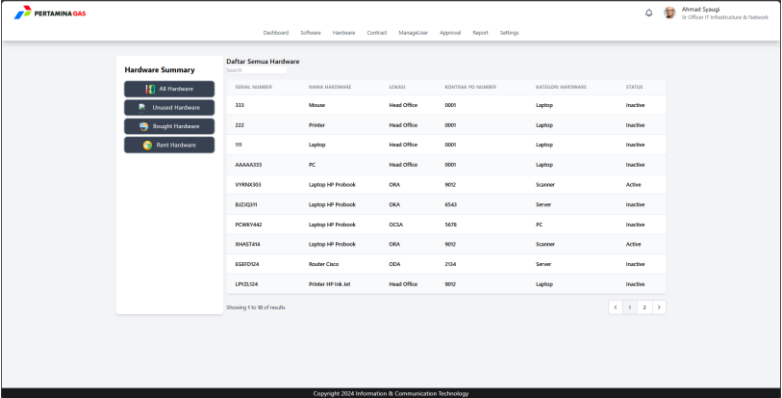 PERTAMINA GAS
Ahmad Syaugi
Sr Officer IT Infrastructure & Network
Dashboard Software Hardware Contract ManageUser Approval Report Settings
Hardware Summary
All Hardware
Unused Hardware
Bought Hardware
Rent Hardware
Daftar Semua Hardware
Search
SERIAL NUMBER NAMA HARDWARE LOKASI KONTRAK PO NUMBER KATEGORI HARDWARE STATUS
333 Mouse Head Office 0001 Laptop Inactive
222 Printer Head Office 0001 Laptop Inactive
111 Laptop Head Office 0001 Laptop Inactive
AAAAA333 PC Head Office 0001 Laptop Inactive
VYRNX303 Laptop HP Probook ORA 9012 Scanner Active
BJZJQ311 Laptop HP Probook OKA 6543 Server Inactive
PCWKY442 Laptop HP Probook OCSA 5678 PC Inactive
XHAST414 Laptop HP Probook ORA 9012 Scanner Active
EGEFD124 Router Cisco ODA 2134 Server Inactive
LPYZL124 Printer HP Ink Jet Head Office 9012 Laptop Inactive
Showing 1 to 10 of results
< 1 2 >
Copyright 2024 Information & Communication Technology